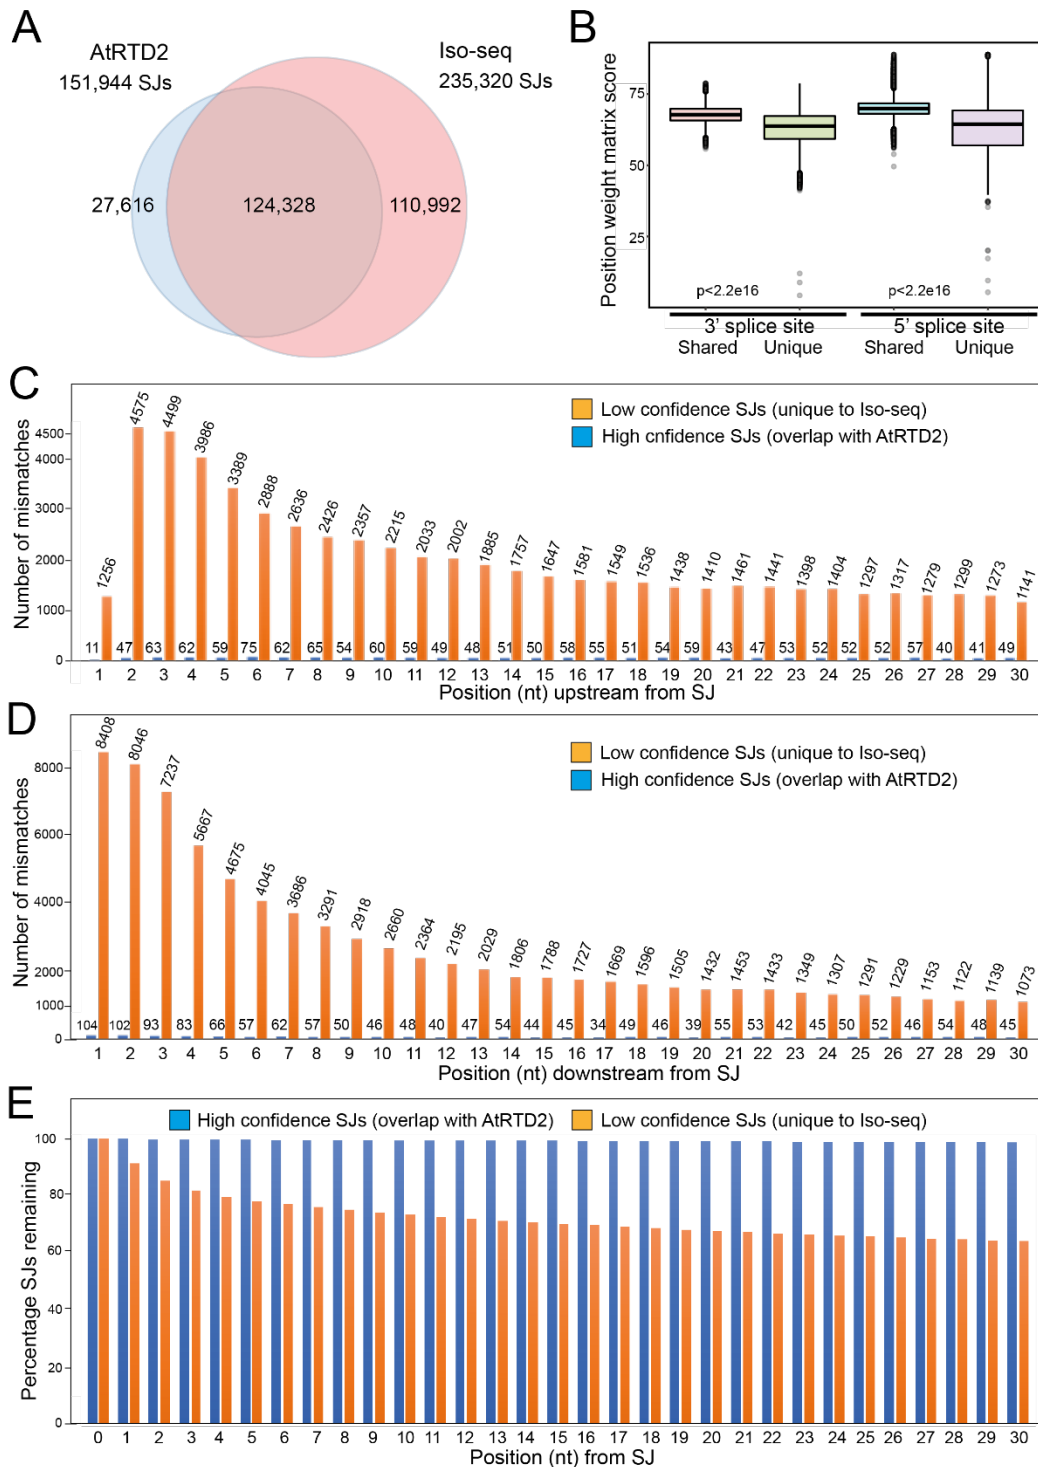 A
AtRTD2
151,944 SJs
Iso-seq
235,320 SJs
27,616
124,328
110,992
B
Position weight matrix score
75
50
25
p<2.2e16
p<2.2e16
3' splice site
5' splice site
Shared
Unique
Shared
Unique
C
Number of mismatches
4500
4000
3000
2000
1000
0
Low confidence SJs (unique to Iso-seq)
High cnfidence SJs (overlap with AtRTD2)
1256 4575 4499 3986 3389 2888 2636 2426 2357 2215 2033 2002 1885 1757 1647 1581 1549 1536 1438 1410 1461 1441 1398 1404 1297 1317 1279 1299 1273 1141
11 47 63 62 59 75 62 65 54 60 59 49 48 51 50 58 55 51 54 59 43 47 53 52 52 52 57 40 41 49
1 2 3 4 5 6 7 8 9 10 11 12 13 14 15 16 17 18 19 20 21 22 23 24 25 26 27 28 29 30
Position (nt) upstream from SJ
D
Number of mismatches
8000
6000
4000
2000
1000
0
Low confidence SJs (unique to Iso-seq)
High confidence SJs (overlap with AtRTD2)
8408 8046 7237 5667 4675 4045 3686 3291 2918 2660 2364 2195 2029 1806 1788 1727 1669 1596 1505 1432 1453 1433 1349 1307 1291 1229 1153 1122 1139 1073
104 102 93 83 66 57 62 57 50 46 48 40 47 54 44 45 34 49 46 39 55 53 42 45 50 52 46 54 48 45
1 2 3 4 5 6 7 8 9 10 11 12 13 14 15 16 17 18 19 20 21 22 23 24 25 26 27 28 29 30
Position (nt) downstream from SJ
E
High confidence SJs (overlap with AtRTD2)
Low confidence SJs (unique to Iso-seq)
Percentage SJs remaining
100
80
60
40
20
0
0 1 2 3 4 5 6 7 8 9 10 11 12 13 14 15 16 17 18 19 20 21 22 23 24 25 26 27 28 29 30
Position (nt) from SJ